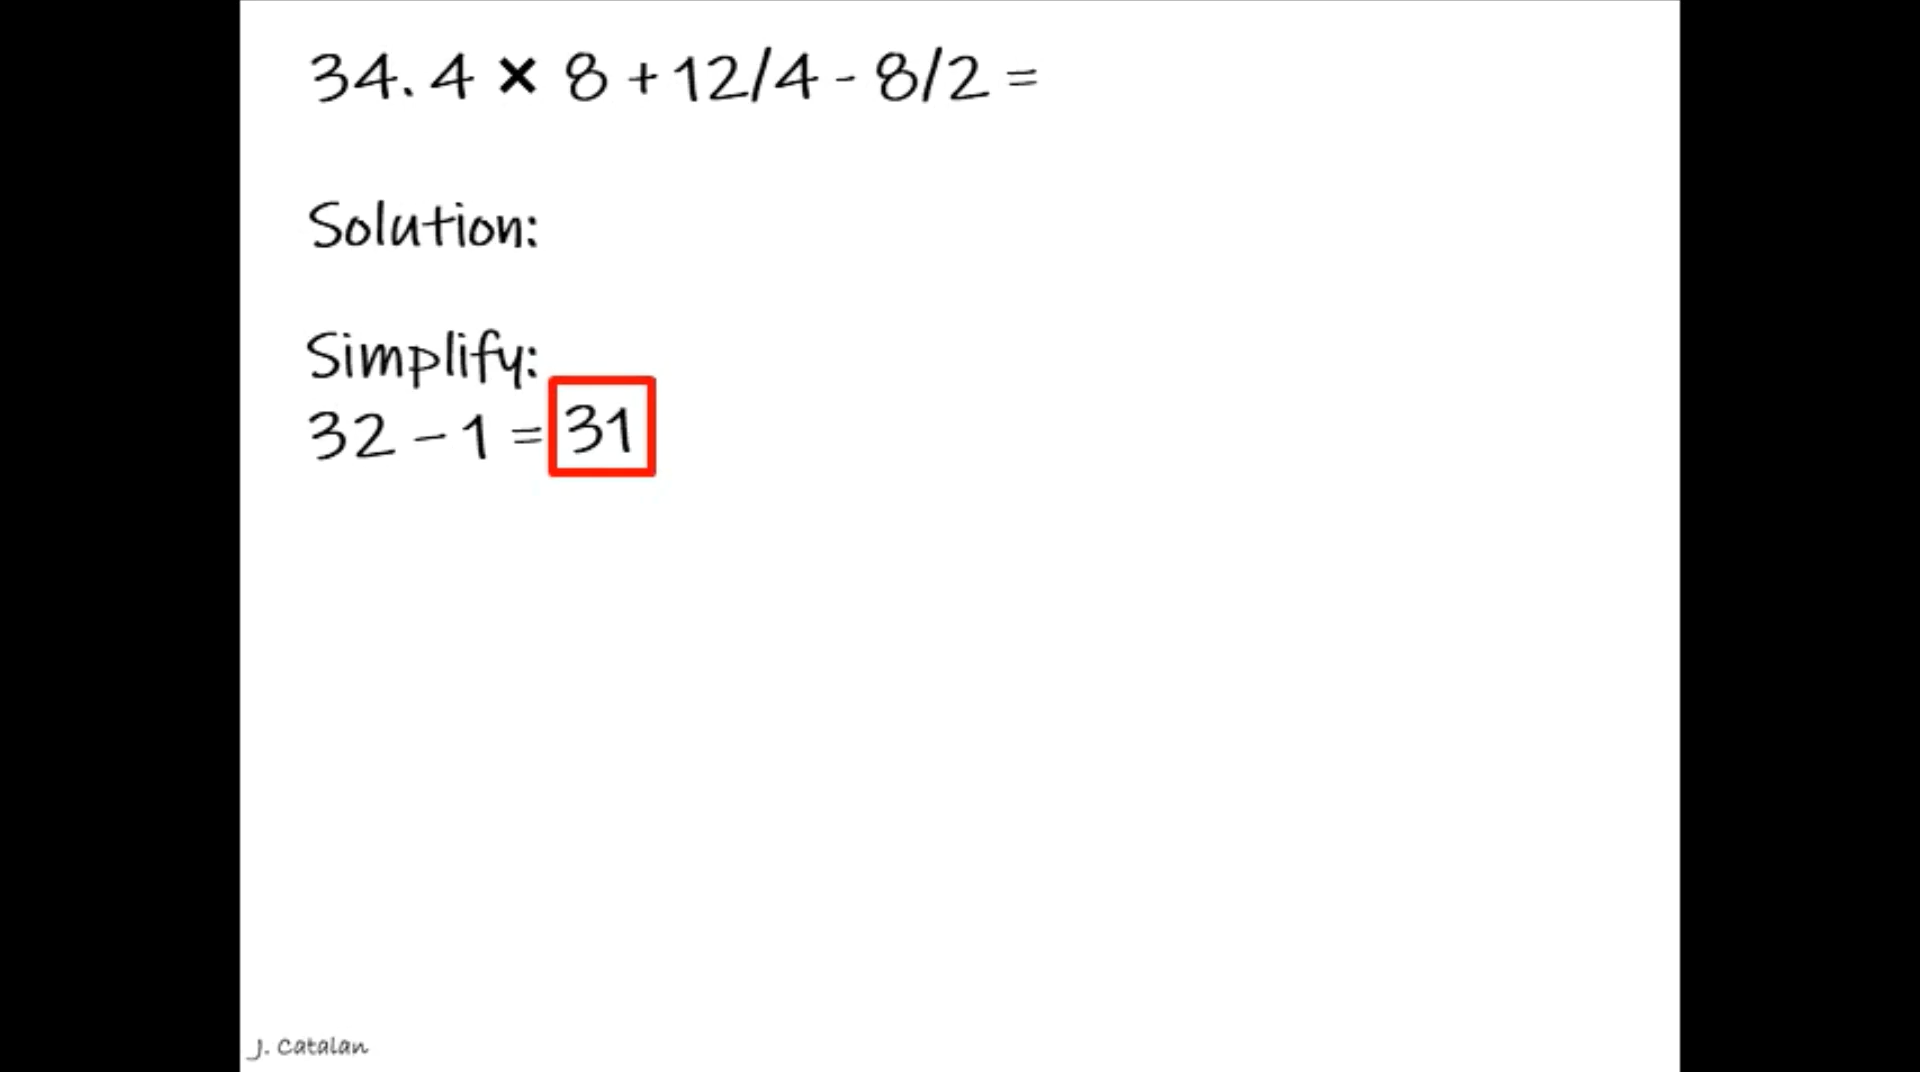 34. 4 × 8 + 12/4 - 8/2 =
Solution:
Simplify:
32 - 1 = 31
J. Catalan